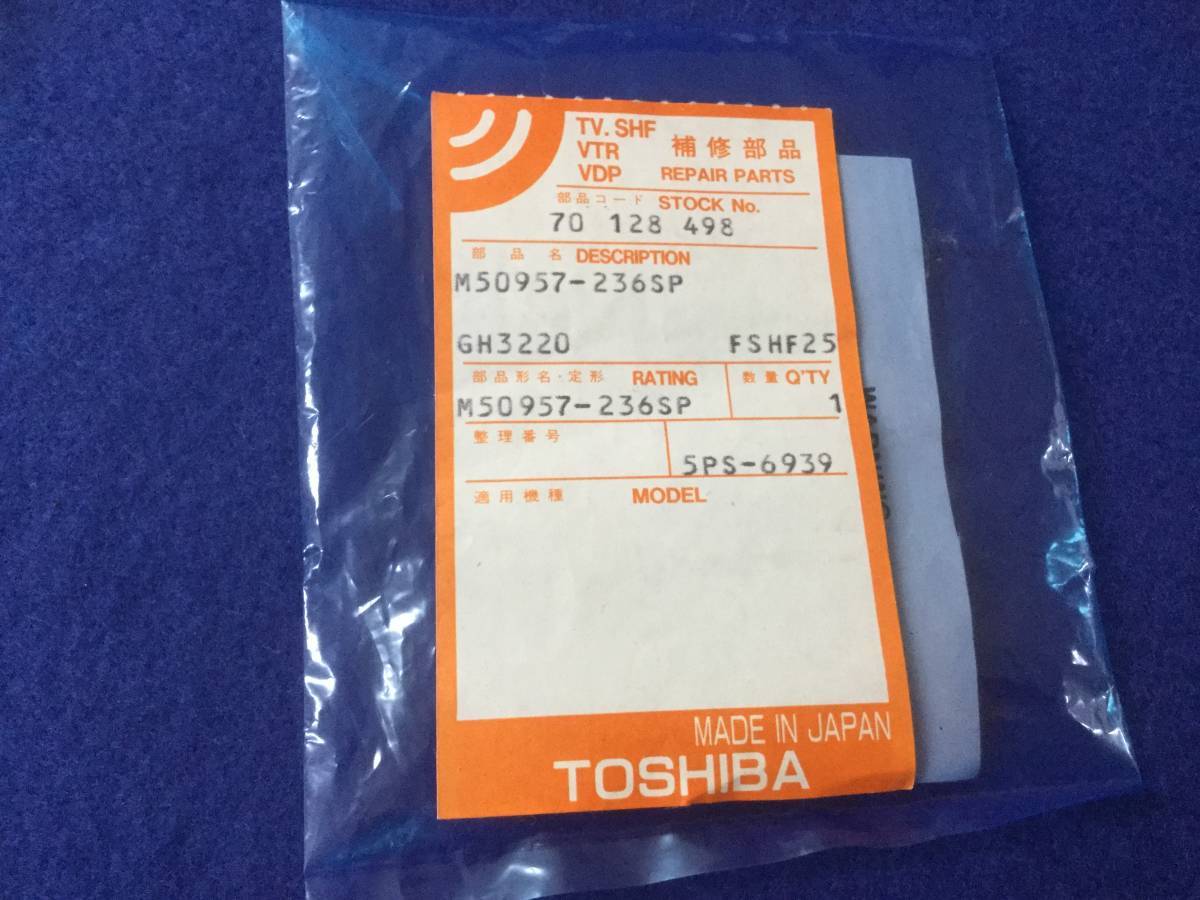 TV. SHF
VTR
VDP
補修部品
REPAIR PARTS
部品コード STOCK No.
70 128 498
部品名 DESCRIPTION
M50957-236SP
GH3220 FSHF25
部品形名・定形 RATING 数量 Q'TY
M50957-236SP 1
整理番号
5PS-6939
適用機種 MODEL
MADE IN JAPAN
TOSHIBA